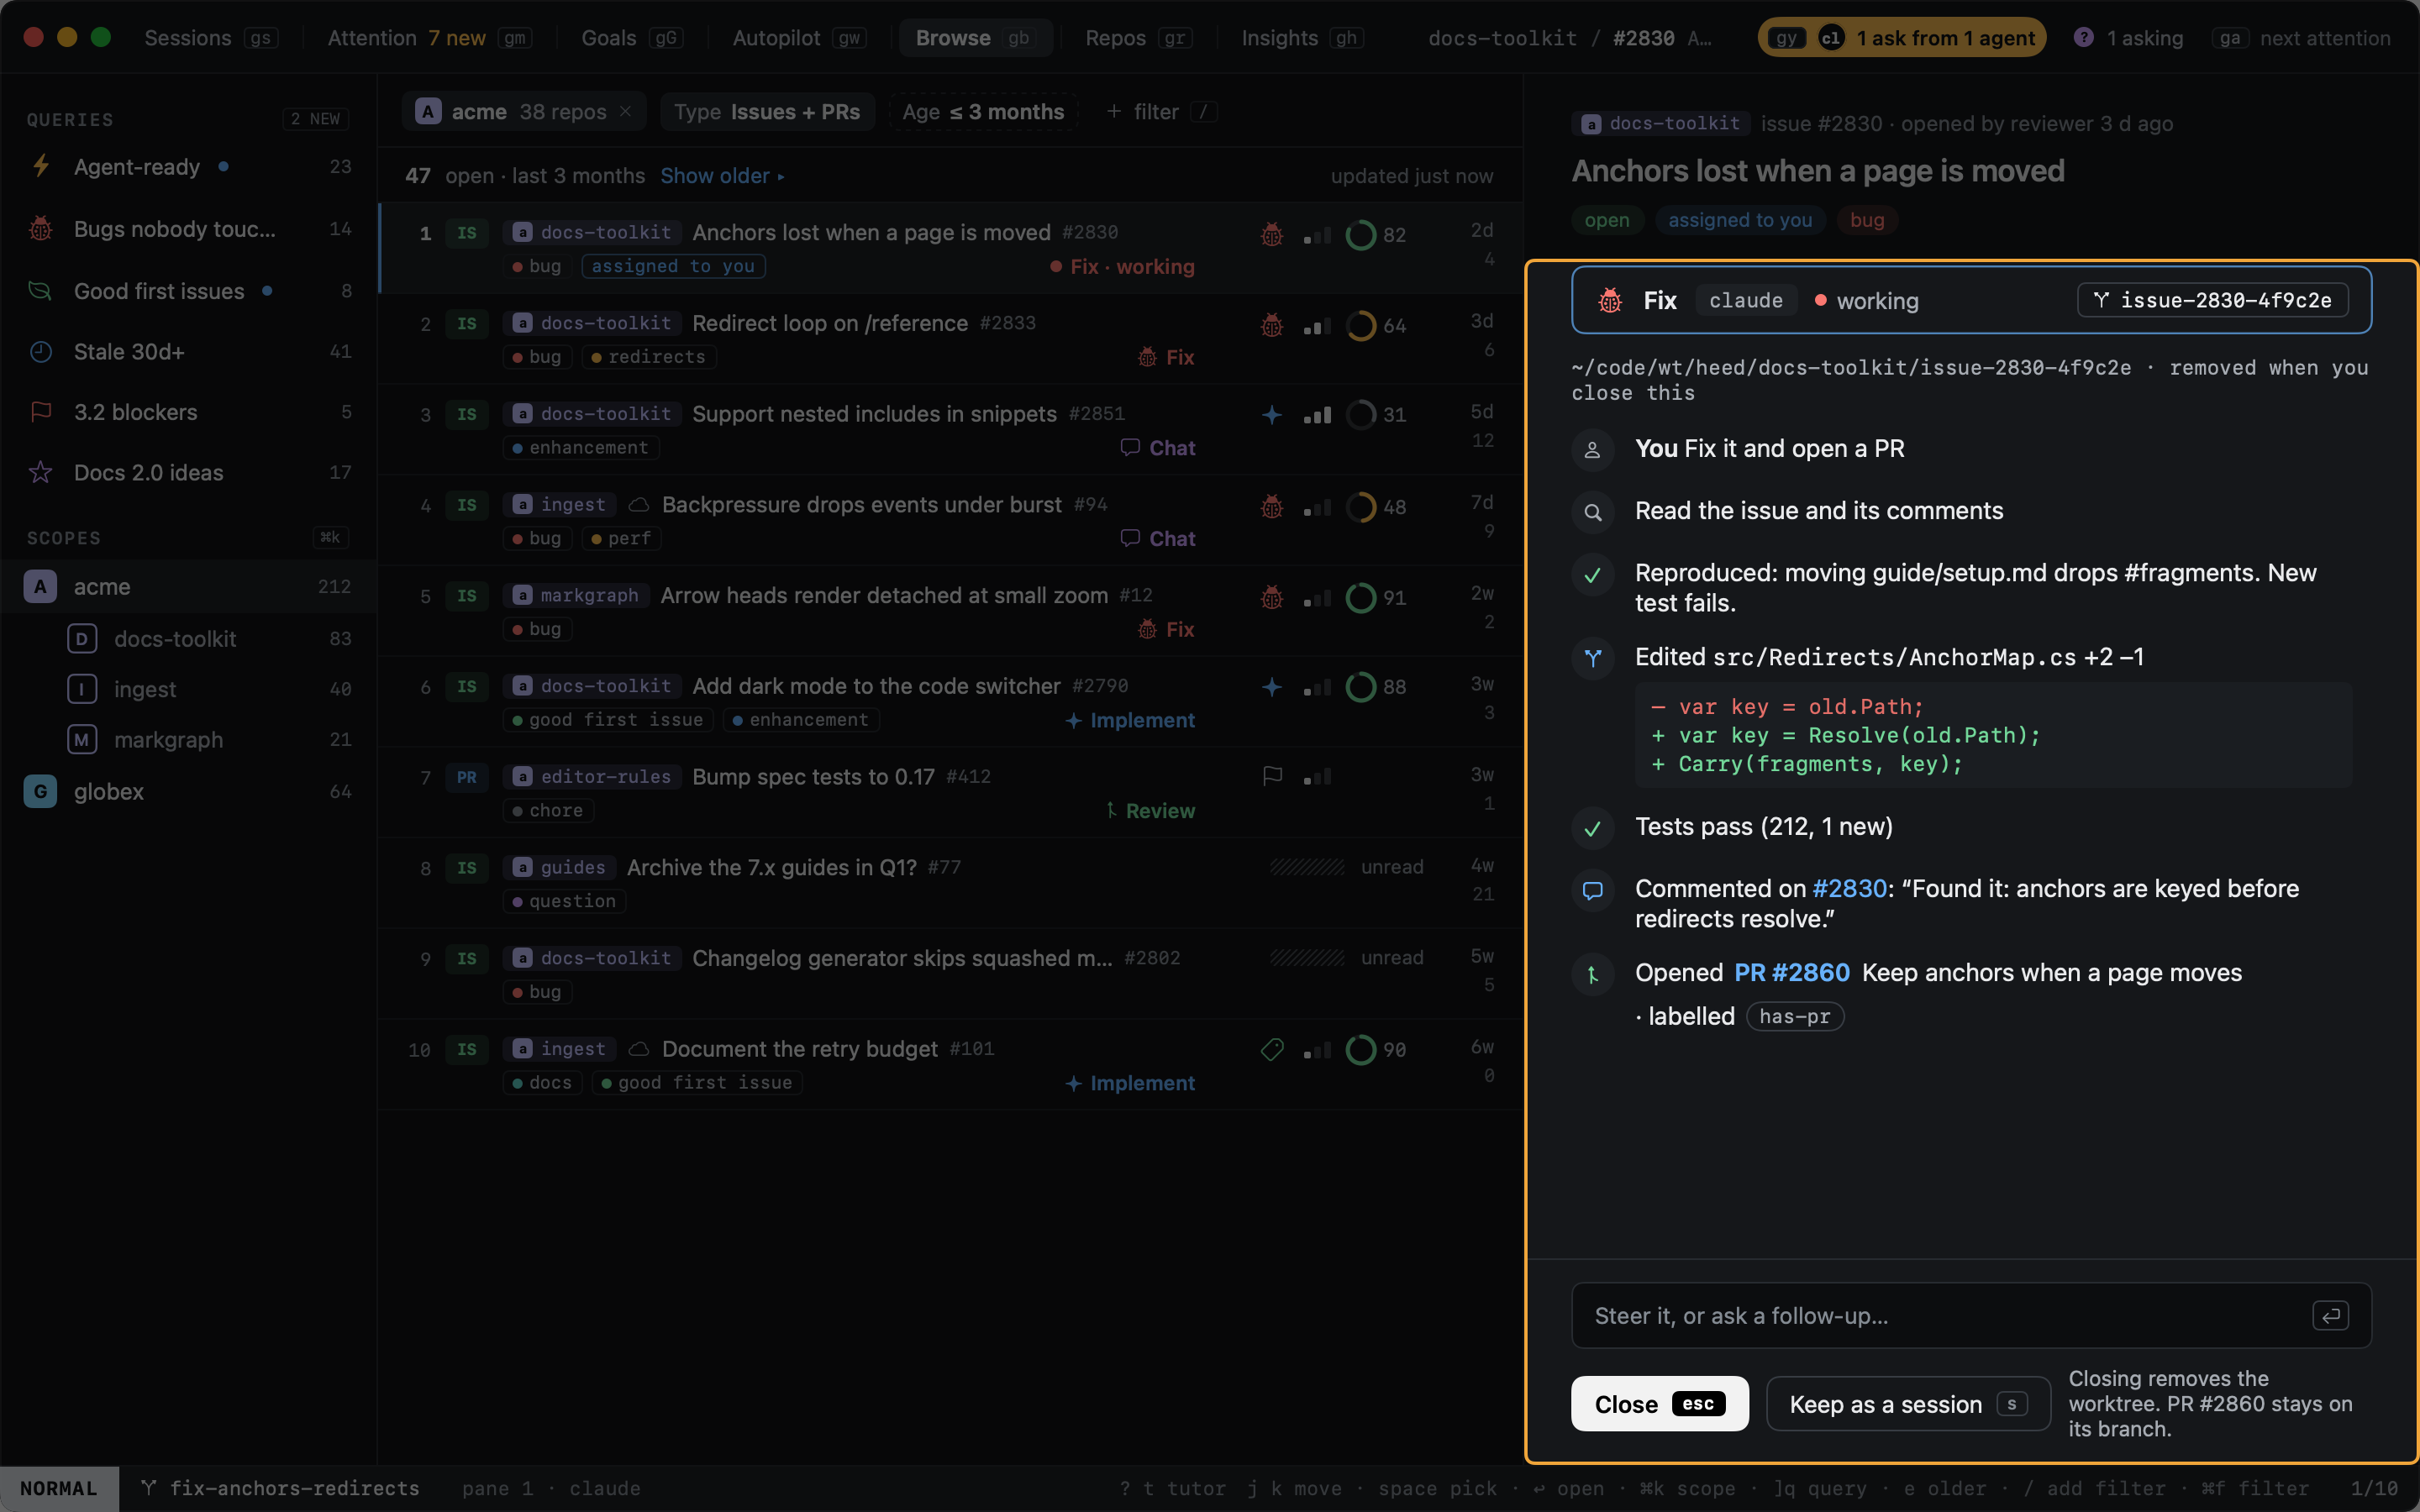 Sessions gs Attention 7 new gm Goals gG Autopilot gw Browse gb Repos gr Insights gh docs-toolkit / #2830 A… gy cl 1 ask from 1 agent ? 1 asking ga next attention
QUERIES 2 NEW
Agent-ready 23
Bugs nobody touc… 14
Good first issues 8
Stale 30d+ 41
3.2 blockers 5
Docs 2.0 ideas 17
SCOPES ⌘k
A acme 212
D docs-toolkit 83
I ingest 40
M markgraph 21
G globex 64
A acme 38 repos × Type Issues + PRs Age ≤ 3 months + filter /
47 open · last 3 months Show older ▸ updated just now
1 IS a docs-toolkit Anchors lost when a page is moved #2830 82 2d
bug assigned to you Fix · working 4
2 IS a docs-toolkit Redirect loop on /reference #2833 64 3d
bug redirects Fix 6
3 IS a docs-toolkit Support nested includes in snippets #2851 31 5d
enhancement Chat 12
4 IS a ingest Backpressure drops events under burst #94 48 7d
bug perf Chat 9
5 IS a markgraph Arrow heads render detached at small zoom #12 91 2w
bug Fix 2
6 IS a docs-toolkit Add dark mode to the code switcher #2790 88 3w
good first issue enhancement Implement 3
7 PR a editor-rules Bump spec tests to 0.17 #412 3w
chore Review 1
8 IS a guides Archive the 7.x guides in Q1? #77 unread 4w
question 21
9 IS a docs-toolkit Changelog generator skips squashed m… #2802 unread 5w
bug 5
10 IS a ingest Document the retry budget #101 90 6w
docs good first issue Implement 0
a docs-toolkit issue #2830 · opened by reviewer 3 d ago
Anchors lost when a page is moved
open assigned to you bug
Fix claude working issue-2830-4f9c2e
~/code/wt/heed/docs-toolkit/issue-2830-4f9c2e · removed when you
close this
You Fix it and open a PR
Read the issue and its comments
Reproduced: moving guide/setup.md drops #fragments. New
test fails.
Edited src/Redirects/AnchorMap.cs +2 −1
− var key = old.Path;
+ var key = Resolve(old.Path);
+ Carry(fragments, key);
Tests pass (212, 1 new)
Commented on #2830: “Found it: anchors are keyed before
redirects resolve.”
Opened PR #2860 Keep anchors when a page moves
· labelled has-pr
Steer it, or ask a follow-up…
Close esc Keep as a session s
Closing removes the
worktree. PR #2860 stays on
its branch.
NORMAL fix-anchors-redirects pane 1 · claude ? t tutor j k move · space pick · ↩ open · ⌘k scope · ]q query · e older · / add filter · ⌘f filter 1/10